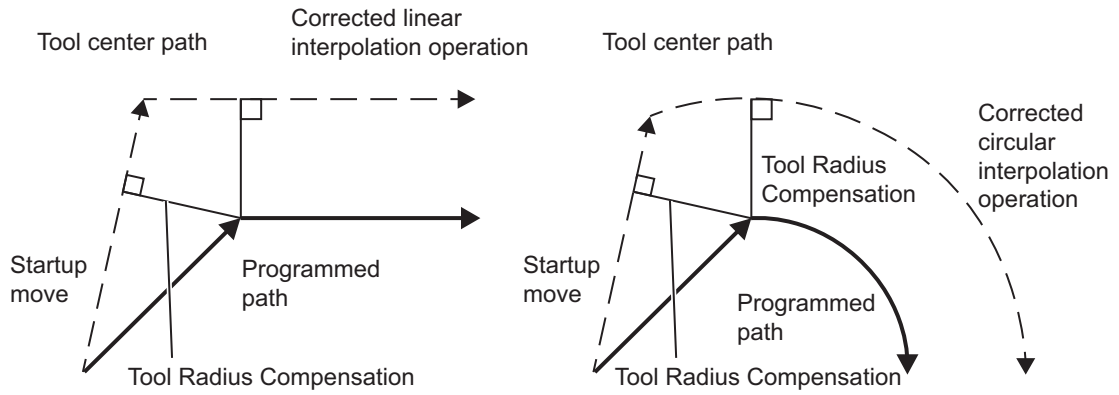 Tool center path
Corrected linear
interpolation operation
Startup
move
Programmed
path
Tool Radius Compensation
Tool center path
Corrected
circular
interpolation
operation
Tool Radius
Compensation
Startup
move
Programmed
path
Tool Radius Compensation